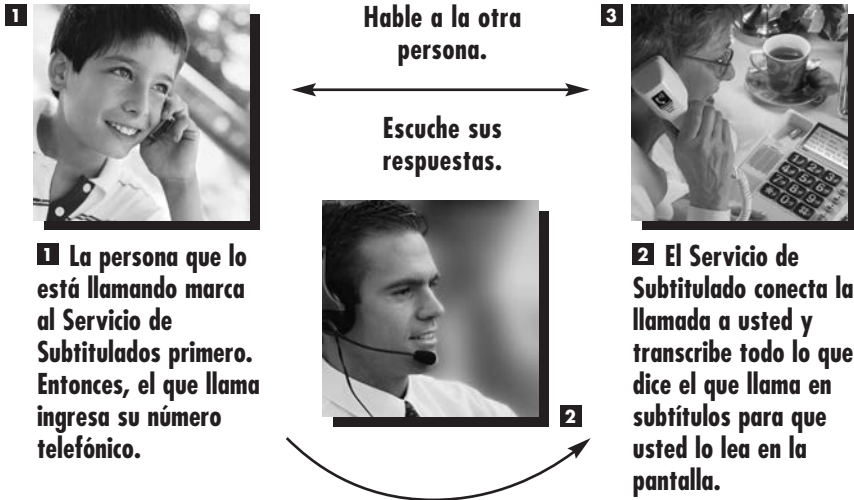 1
Hable a la otra
persona.
3
Escuche sus
respuestas.
1 La persona que lo
está llamando marca
al Servicio de
Subtitulados primero.
Entonces, el que llama
ingresa su número
telefónico.
2
2 El Servicio de
Subtitulado conecta la
llamada a usted y
transcribe todo lo que
dice el que llama en
subtítulos para que
usted lo lea en la
pantalla.